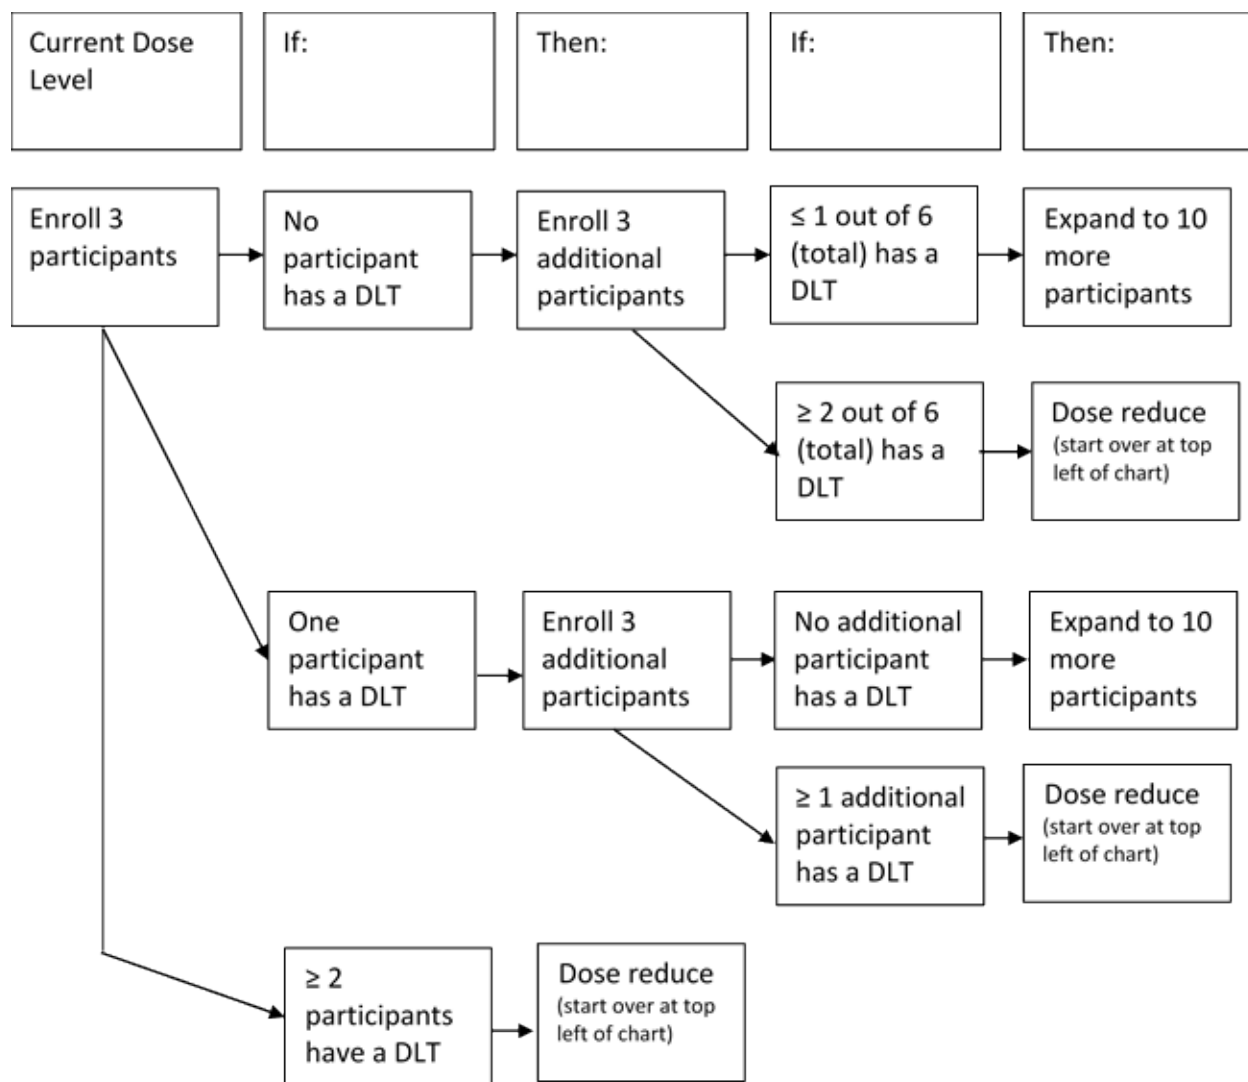 Current Dose
Level
If:
Then:
If:
Then:
Enroll 3
participants
No
participant
has a DLT
Enroll 3
additional
participants
≤ 1 out of 6
(total) has a
DLT
Expand to 10
more
participants
≥ 2 out of 6
(total) has a
DLT
Dose reduce
(start over at top
left of chart)
One
participant
has a DLT
Enroll 3
additional
participants
No additional
participant
has a DLT
Expand to 10
more
participants
≥ 1 additional
participant
has a DLT
Dose reduce
(start over at top
left of chart)
≥ 2
participants
have a DLT
Dose reduce
(start over at top
left of chart)